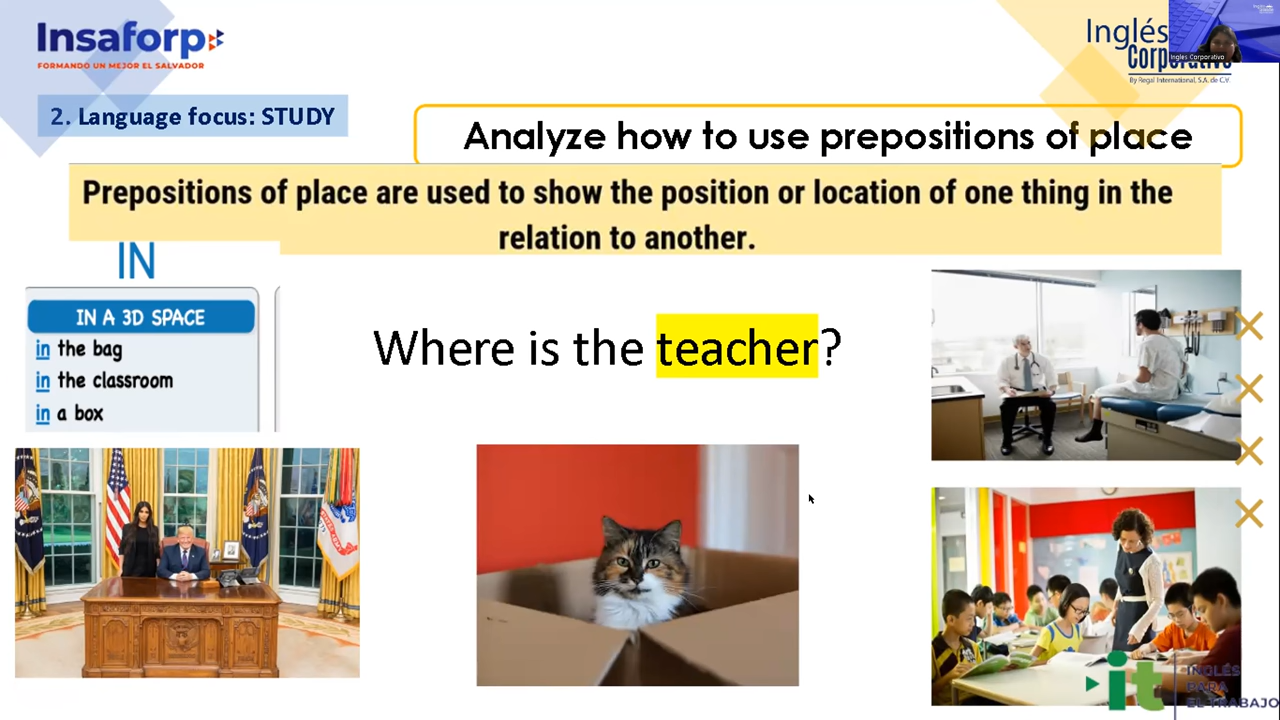 Insaforp
FORMANDO UN MEJOR EL SALVADOR
Inglés
Corporativo
By Regal International, S.A. de C.V.
Ingles Corporativo
2. Language focus: STUDY
Analyze how to use prepositions of place
Prepositions of place are used to show the position or location of one thing in the
relation to another.
IN
IN A 3D SPACE
in the bag
in the classroom
in a box
Where is the teacher?
it
INGLÉS
PARA
EL TRABAJO